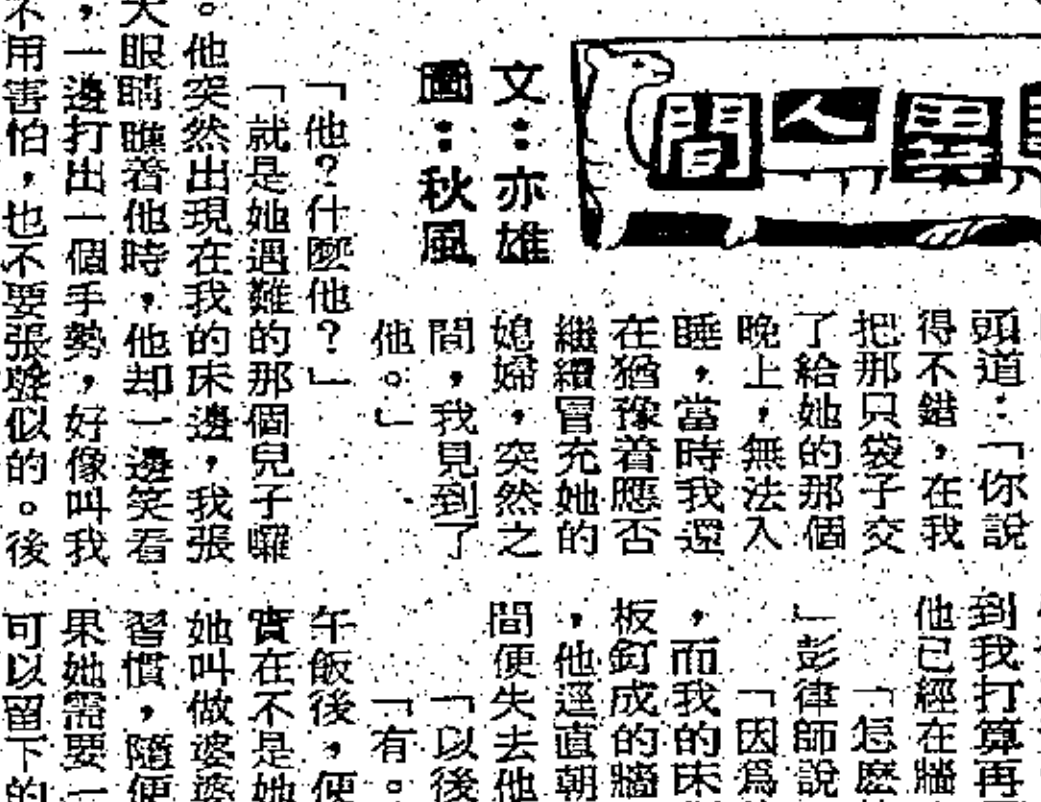 異人間
文：亦雄
圖：秋風
頭道：「你說
得不錯，在我
把那只袋子交
了給她的那個
晚上，無法入
睡，當時我還
在猶豫着應否
繼續冒充她的
媳婦，突然之
間，我見到了
他。」
「他？什麼他？」
「就是她遇難的那個兒子囉
。他突然出現在我的床邊，我張
大眼睛瞧着他時，他却一邊笑着
，一邊打出一個手勢，好像叫我
不用害怕，也不要張聲似的。後
到我打算再
他已經在牆
「怎麽
」彭律師說
「因爲
，而我的床
板釘成的牆
，他逕直朝
間便失去他
「以後
「有。
午飯後，便
實在不是她
她叫做婆婆
習慣，隨便
果她需要一
可以留下的